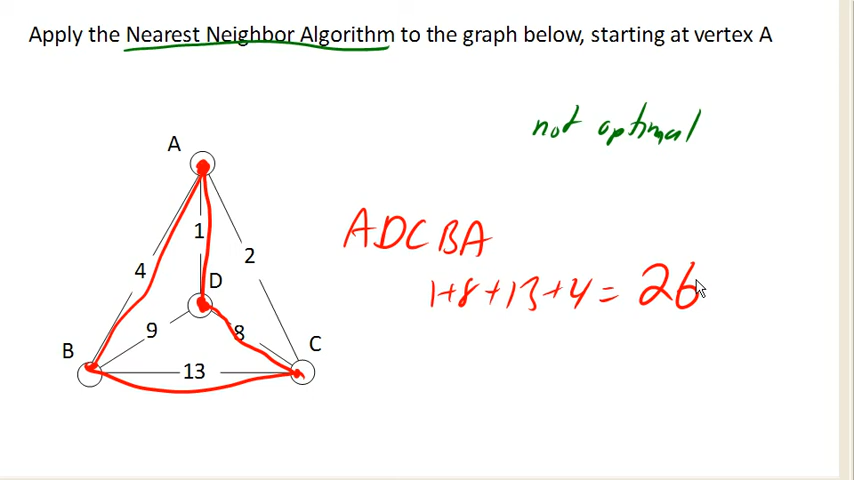 Apply the Nearest Neighbor Algorithm to the graph below, starting at vertex A
not optimal
A
1
2
4
D
9
8
B
C
13
ADCBA
1+8+13+4=26